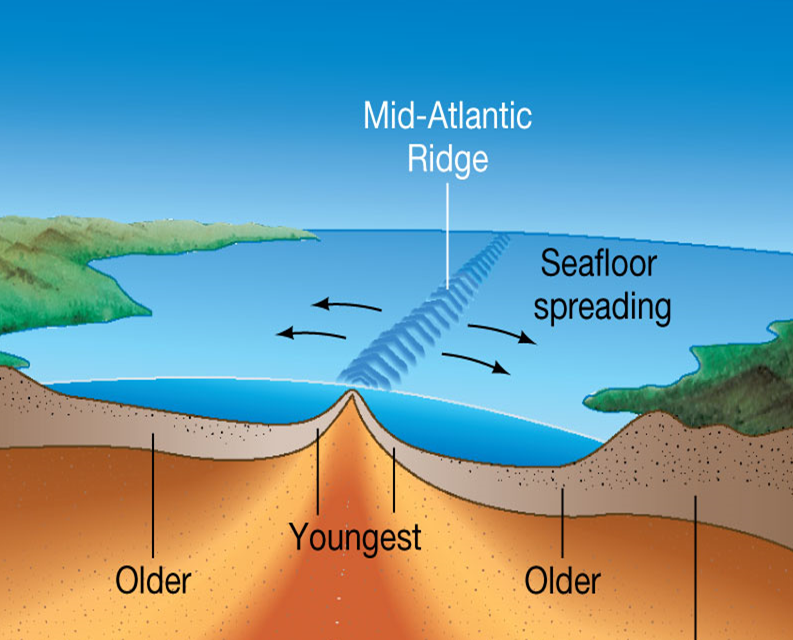 Mid-Atlantic
Ridge
Seafloor
spreading
Youngest
Older
Older